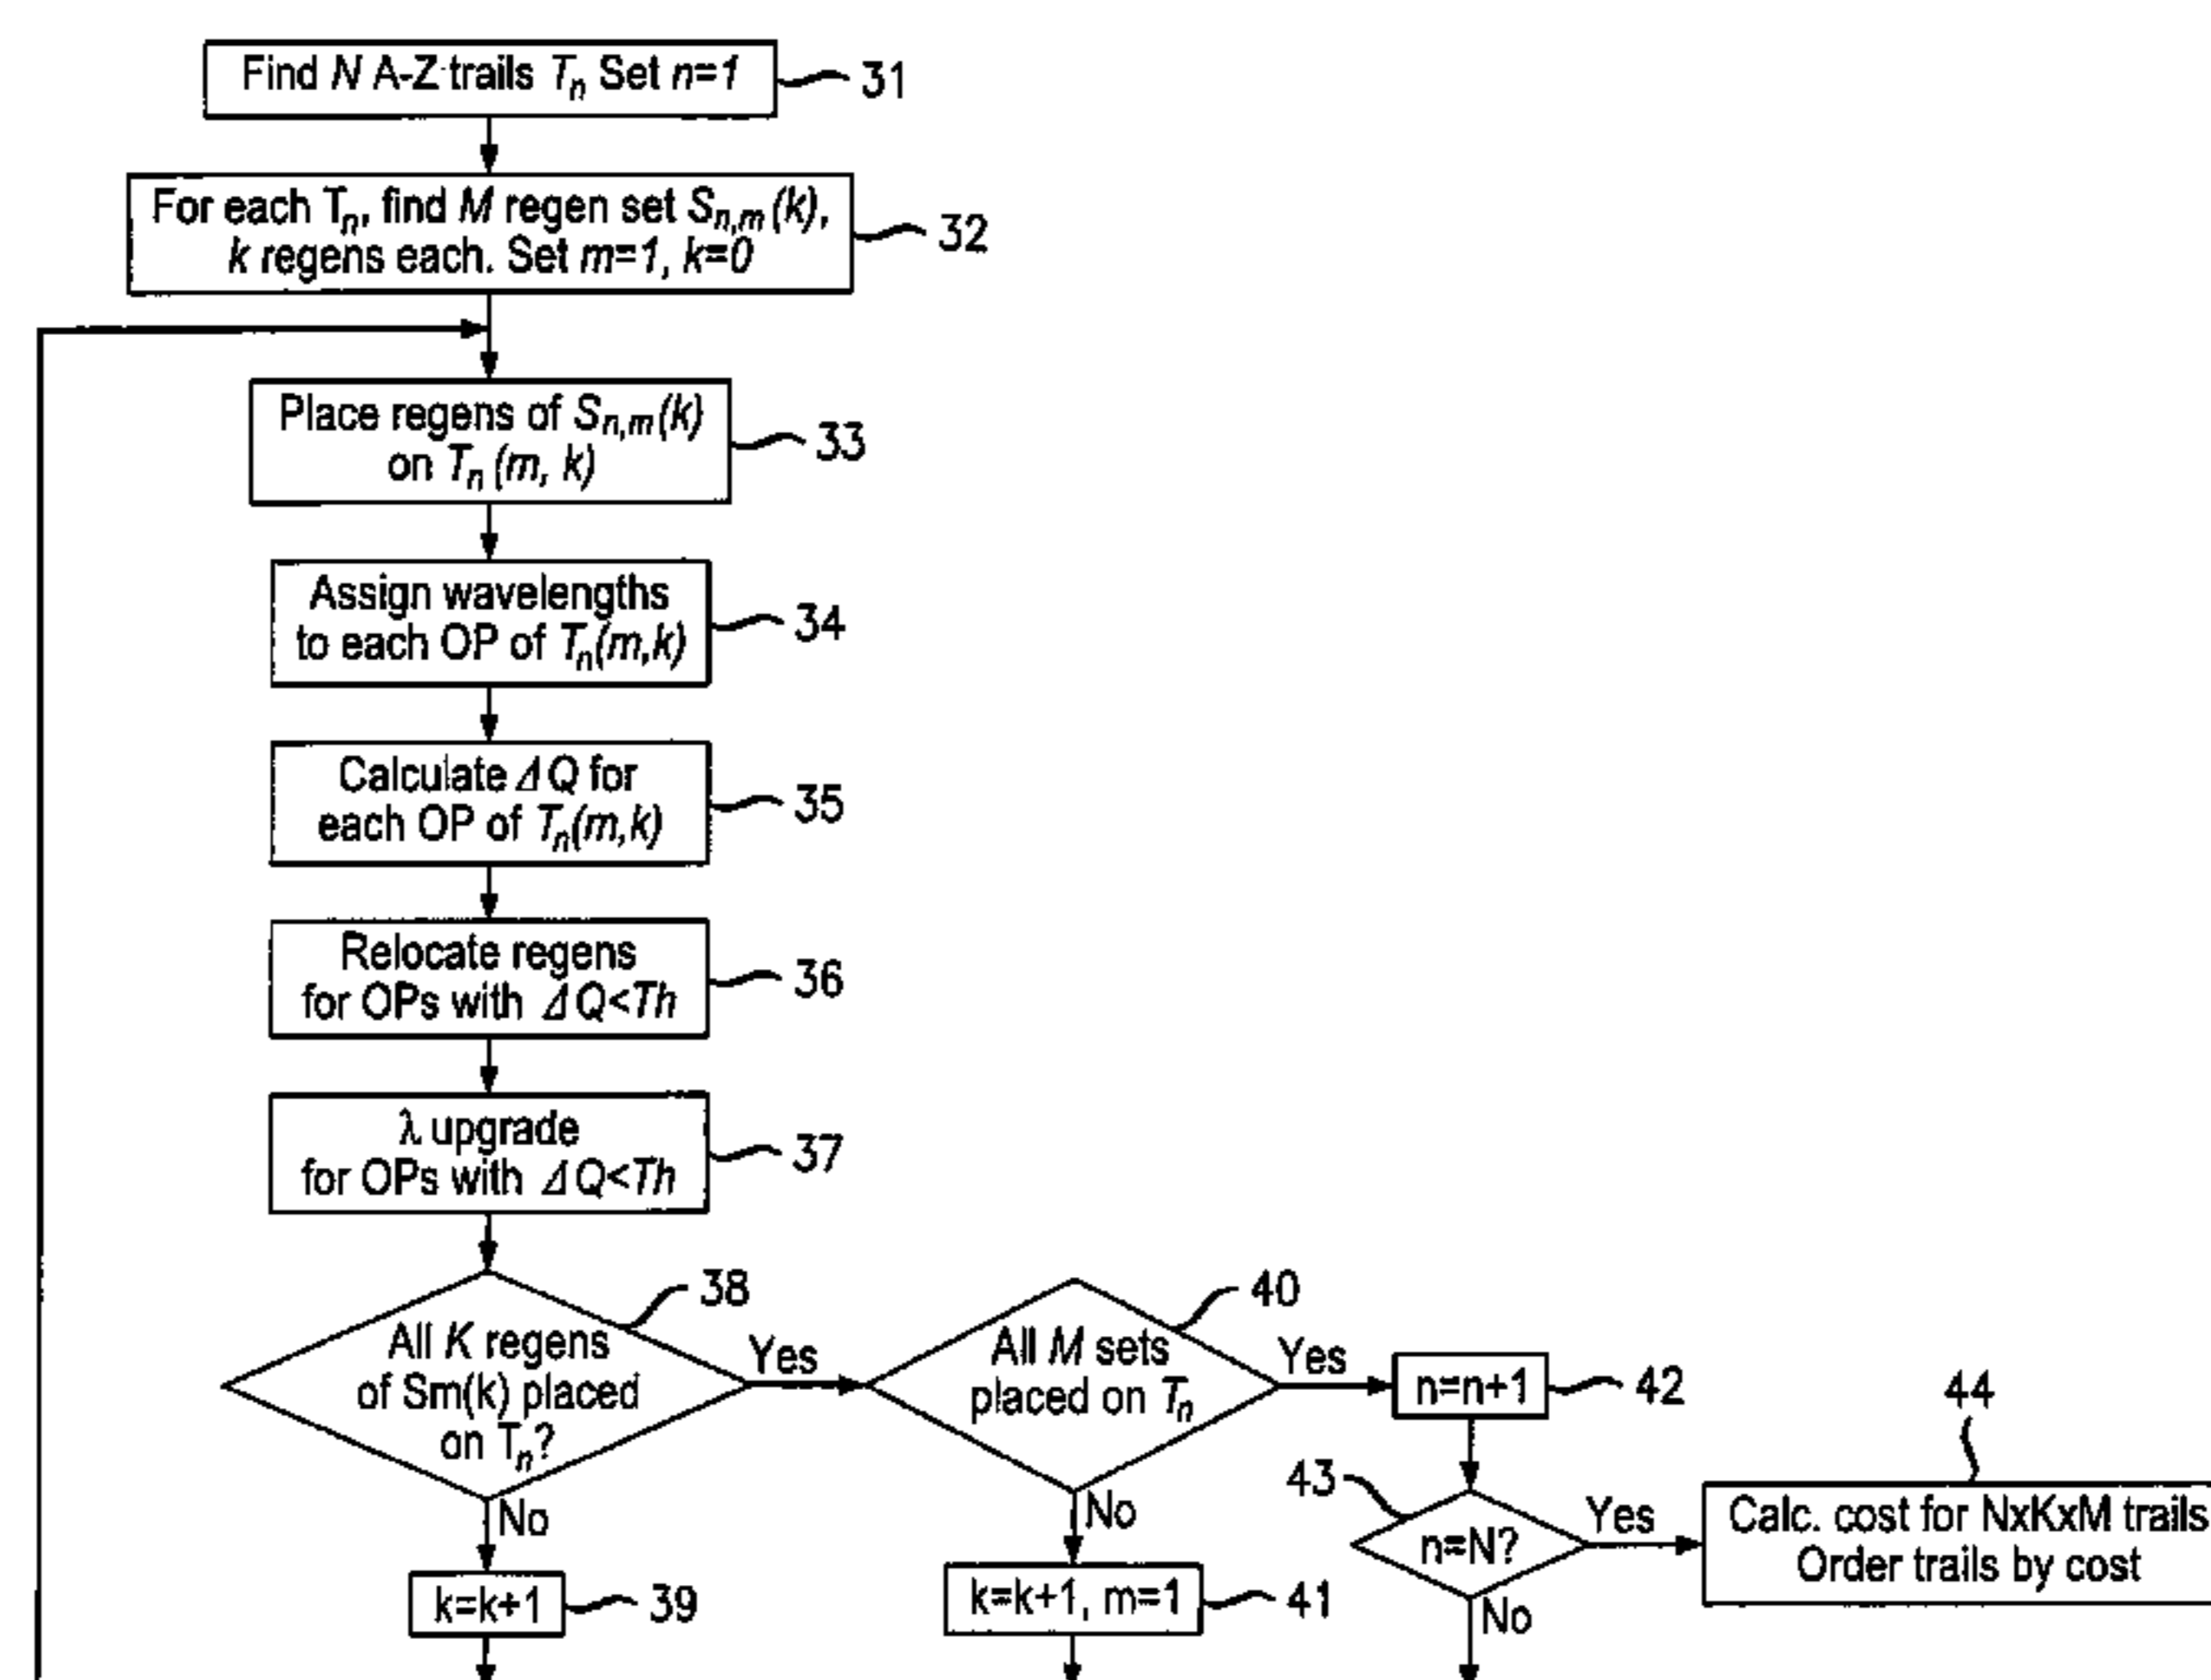 Find N A-Z trails Tn Set n=1
31
For each Tn, find M regen set Sn,m(k),
k regens each. Set m=1, k=0
32
Place regens of Sn,m(k)
on Tn (m, k)
33
Assign wavelengths
to each OP of Tn(m,k)
34
Calculate ΔQ for
each OP of Tn(m,k)
35
Relocate regens
for OPs with ΔQ<Th
36
λ upgrade
for OPs with ΔQ<Th
37
All K regens
of Sm(k) placed
on Tn?
38
Yes
No
k=k+1
39
All M sets
placed on Tn
40
Yes
No
k=k+1, m=1
41
n=n+1
42
n=N?
43
Yes
No
Calc. cost for NxKxM trails
Order trails by cost
44